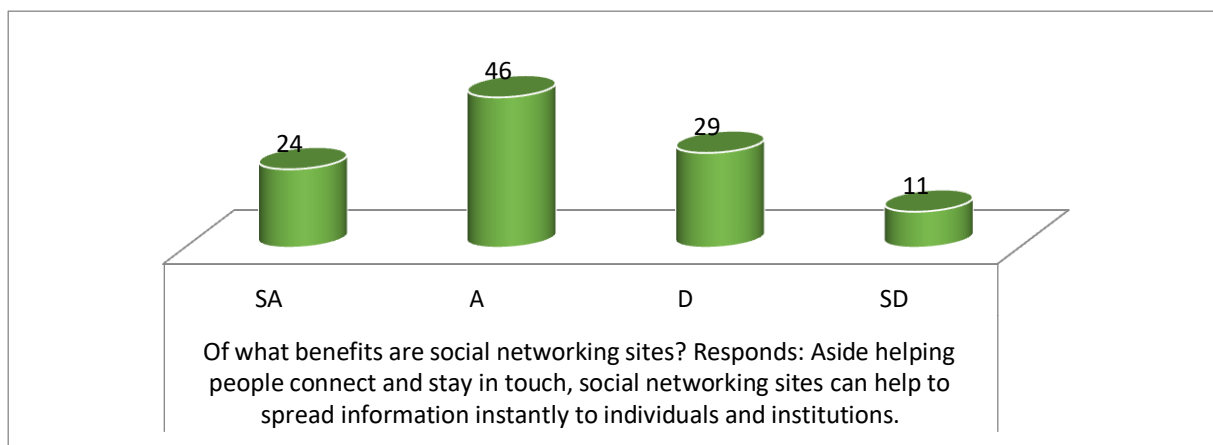 46
24
29
11
SA A D SD
Of what benefits are social networking sites? Responds: Aside helping
people connect and stay in touch, social networking sites can help to
spread information instantly to individuals and institutions.